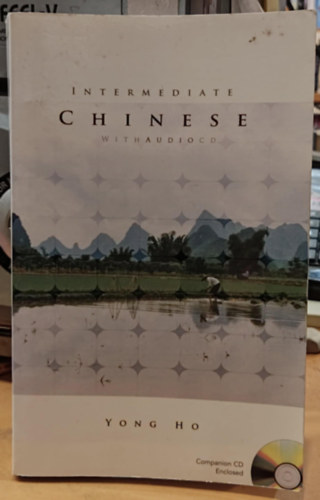 INTERMEDIATE
CHINESE
WITH AUDIO CD
YONG HO
Companion CD
Enclosed